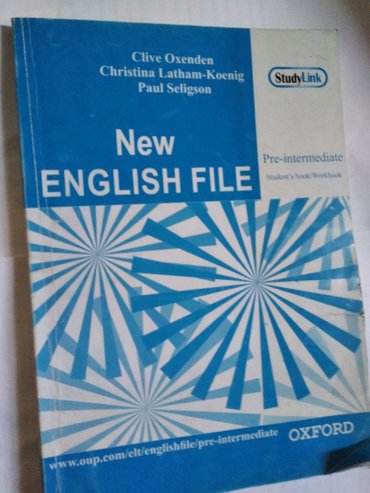 Clive Oxenden
Christina Latham-Koenig
Paul Seligson
StudyLink
New
ENGLISH FILE
Pre-intermediate
Student's book/Workbook
www.oup.com/elt/englishfile/pre-intermediate
OXFORD